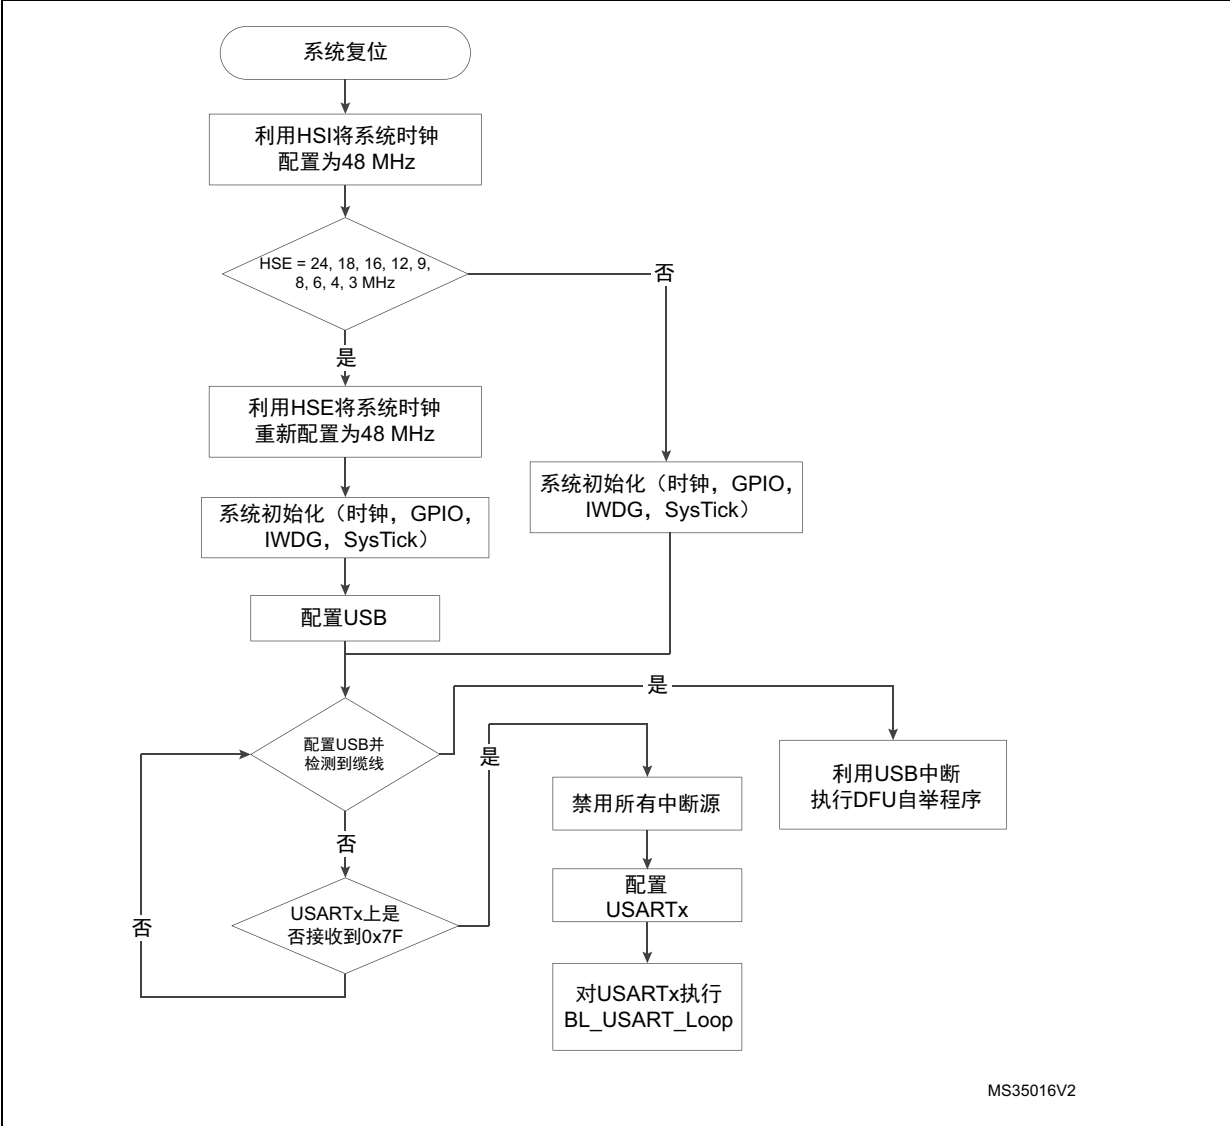 系统复位
利用HSI将系统时钟
配置为48 MHz
HSE = 24, 18, 16, 12, 9,
8, 6, 4, 3 MHz
否
是
利用HSE将系统时钟
重新配置为48 MHz
系统初始化（时钟，GPIO，
IWDG，SysTick）
系统初始化（时钟，GPIO，
IWDG，SysTick）
配置USB
是
配置USB并
检测到缆线
是
利用USB中断
执行DFU自举程序
禁用所有中断源
否
配置
USARTx
USARTx上是
否接收到0x7F
否
对USARTx执行
BL_USART_Loop
MS35016V2